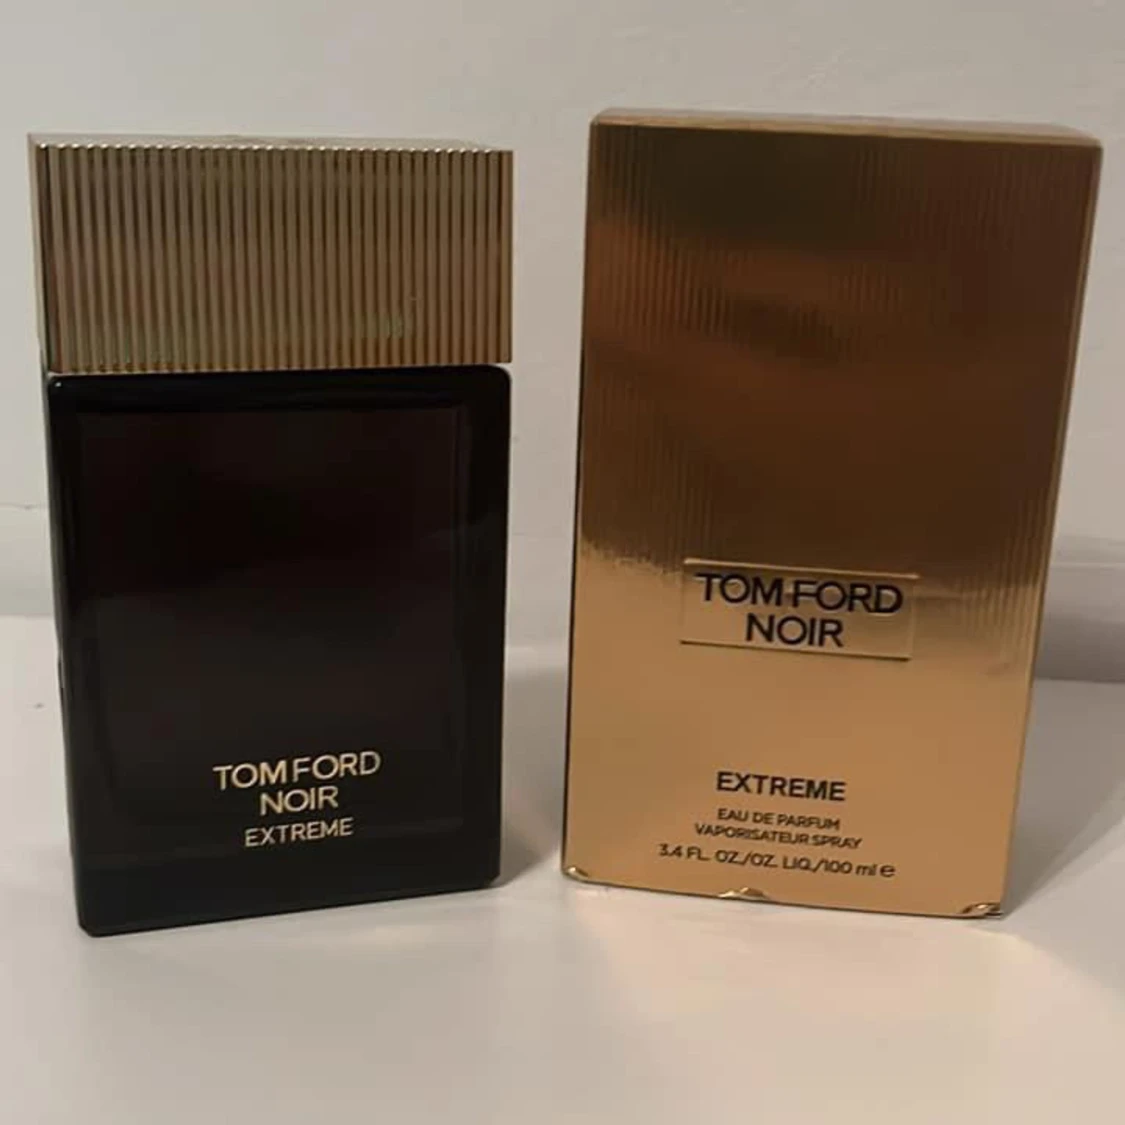 TOM FORD
NOIR
EXTREME
TOM FORD
NOIR
EXTREME
EAU DE PARFUM
VAPORISATEUR SPRAY
3.4 FL. OZ./OZ. LIQ./100 ml e